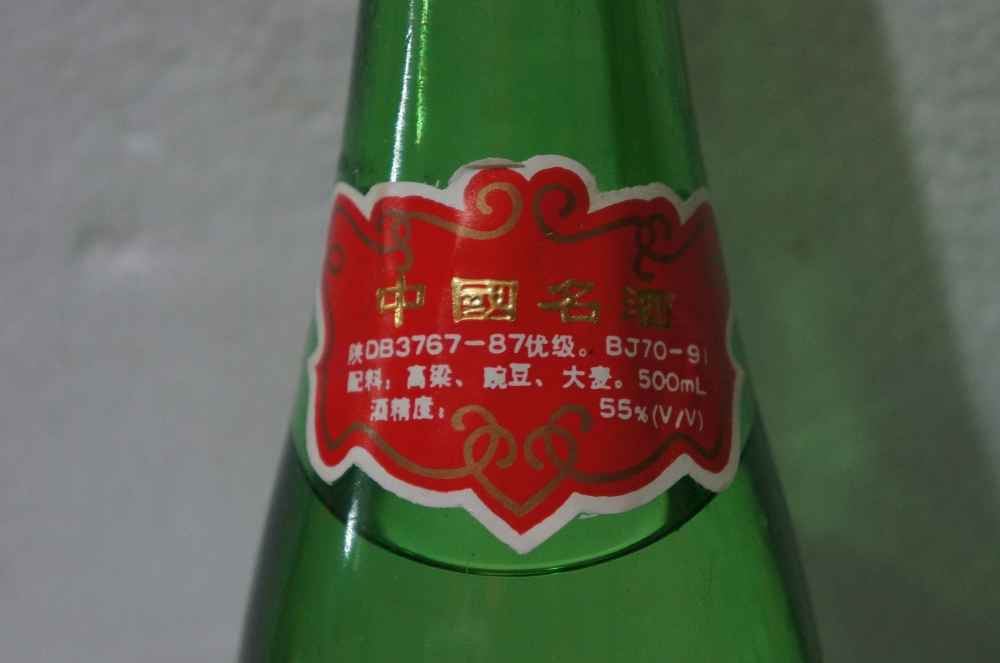 中國名酒
陕DB3767-87优级。BJ70-91
配料：高粱、豌豆、大麦。500mL
酒精度： 55%(V/V)